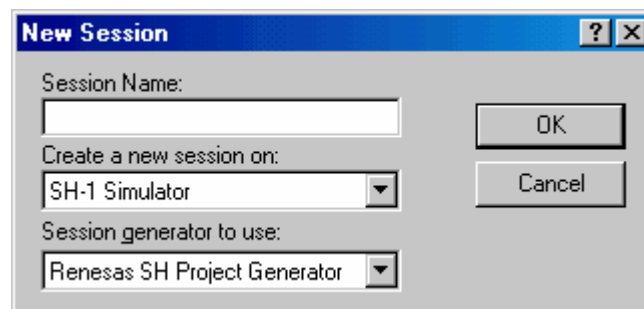 New Session
Session Name:
OK
Create a new session on:
SH-1 Simulator
Cancel
Session generator to use:
Renesas SH Project Generator